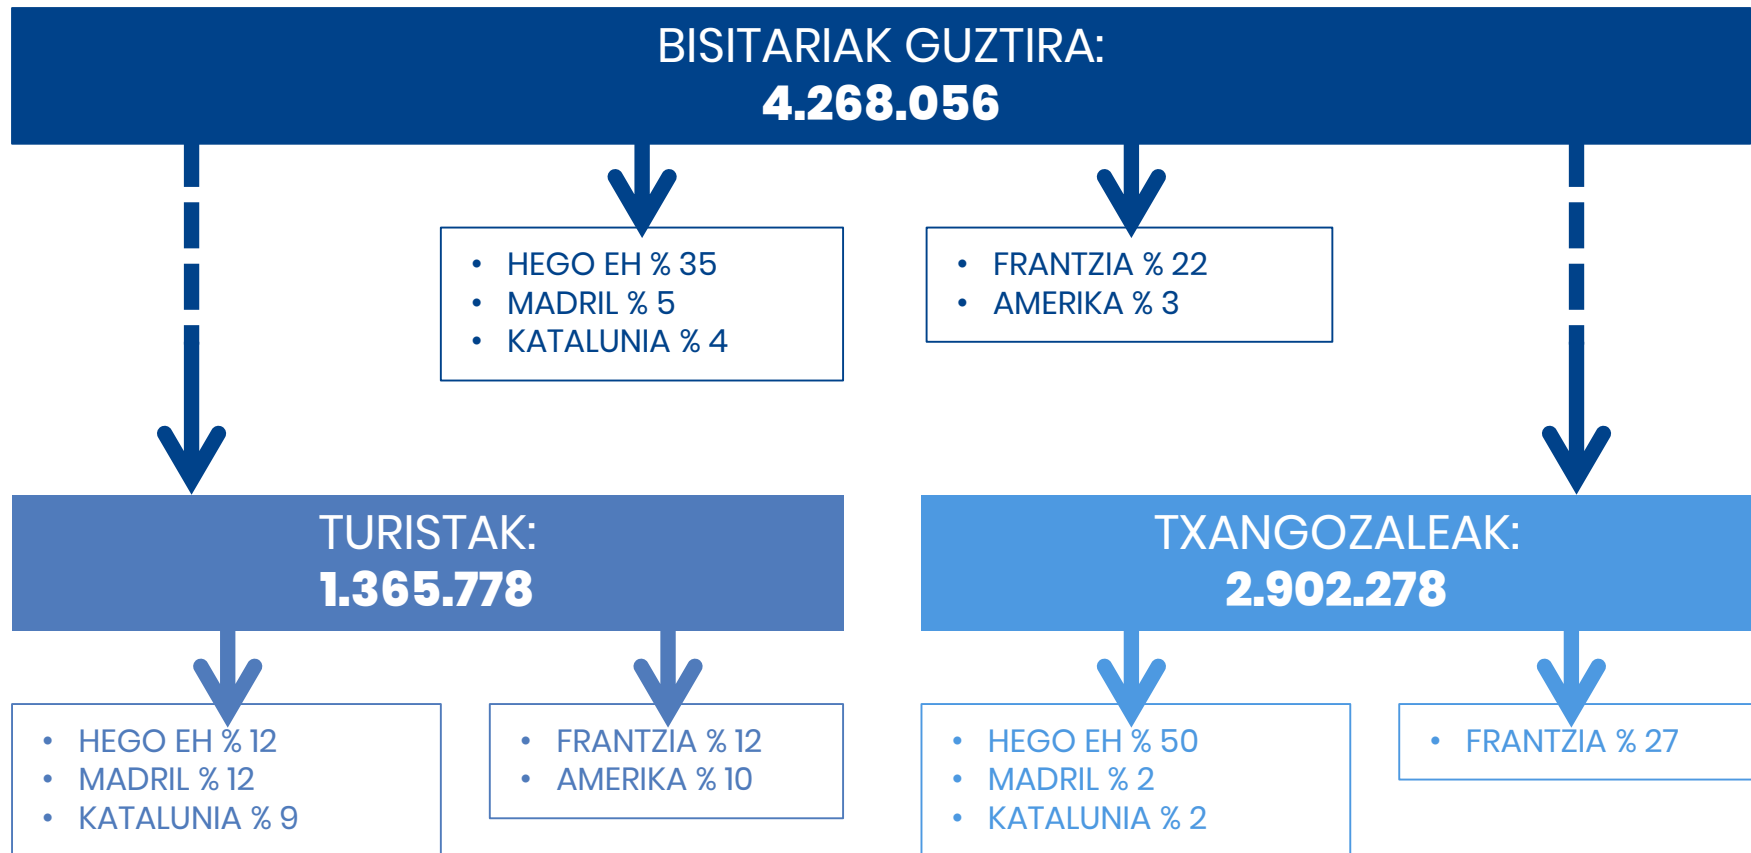 BISITARIAK GUZTIRA:
4.268.056
• HEGO EH % 35
• MADRIL % 5
• KATALUNIA % 4
• FRANTZIA % 22
• AMERIKA % 3
TURISTAK:
1.365.778
TXANGOZALEAK:
2.902.278
• HEGO EH % 12
• MADRIL % 12
• KATALUNIA % 9
• FRANTZIA % 12
• AMERIKA % 10
• HEGO EH % 50
• MADRIL % 2
• KATALUNIA % 2
• FRANTZIA % 27